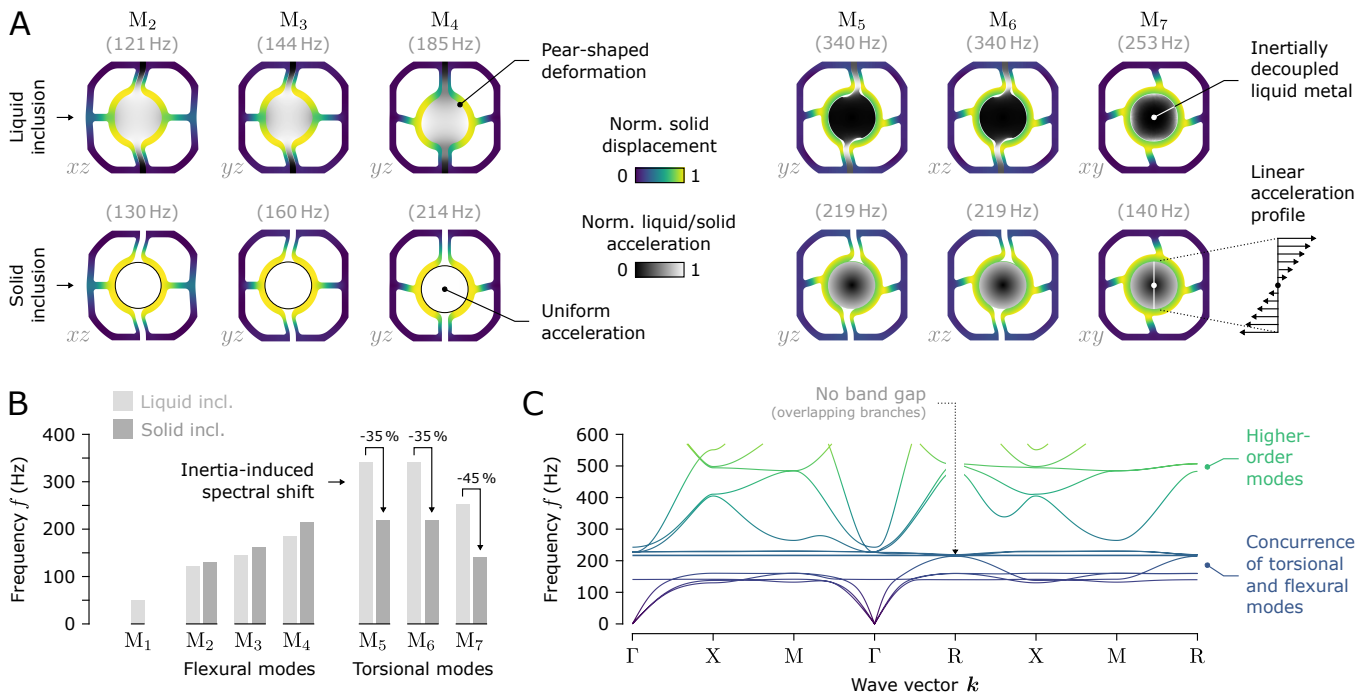 A
M2
(121 Hz)
M3
(144 Hz)
M4
(185 Hz)
M5
(340 Hz)
M6
(340 Hz)
M7
(253 Hz)
Liquid
inclusion
xz
yz
yz
Pear-shaped
deformation
Norm. solid
displacement
0 1
yz
xz
xy
Inertially
decoupled
liquid metal
(130 Hz)
(160 Hz)
(214 Hz)
Norm. liquid/solid
acceleration
0 1
(219 Hz)
(219 Hz)
(140 Hz)
Linear
acceleration
profile
Solid
inclusion
xz
yz
yz
Uniform
acceleration
yz
xz
xy
B
Liquid incl.
Solid incl.
Frequency f (Hz)
400
300
200
100
0
Inertia-induced
spectral shift
-35 %
-35 %
-45 %
M1
M2
M3
M4
M5
M6
M7
Flexural modes
Torsional modes
C
No band gap
(overlapping branches)
Frequency f (Hz)
600
500
400
300
200
100
0
Γ
X
M
Γ
R
X
M
R
Wave vector k
Higher-
order
modes
Concurrence
of torsional
and flexural
modes